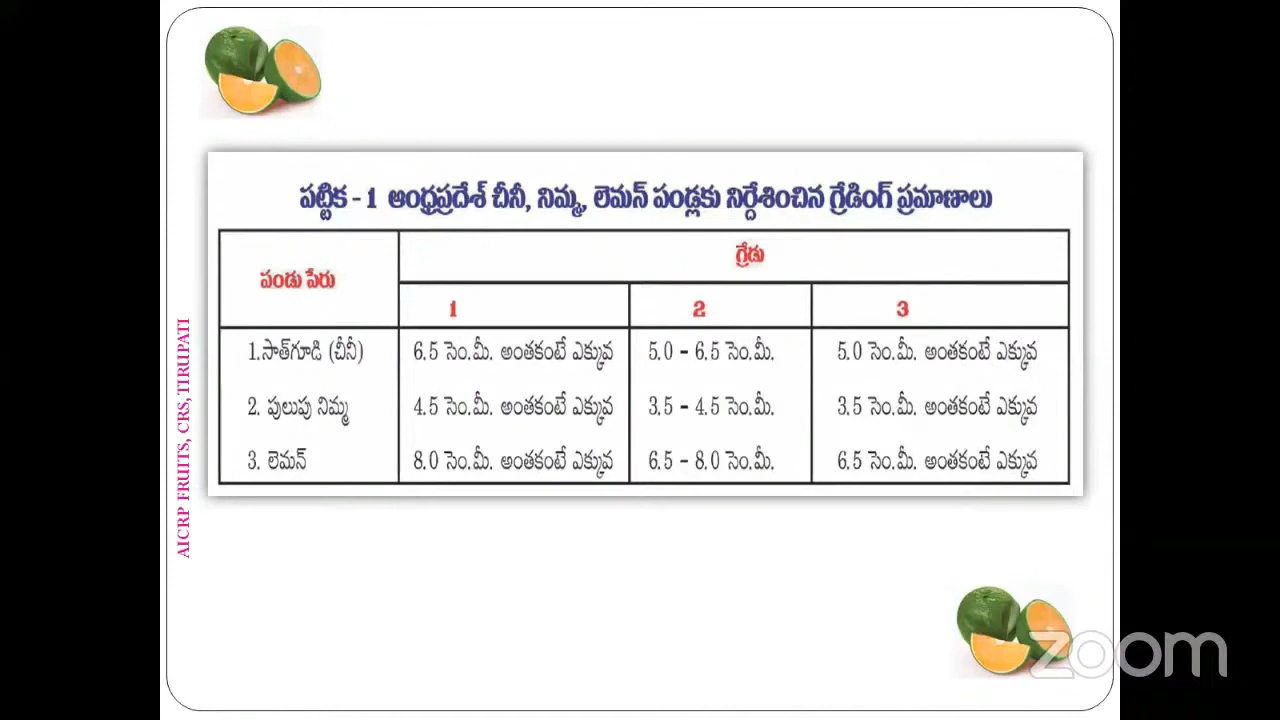 పట్టిక - 1 ఆంధ్రప్రదేశ్ చీనీ, నిమ్మ, లెమన్ పండ్లకు నిర్దేశించిన గ్రేడింగ్ ప్రమాణాలు
పండు పేరు గ్రేడు
1 2 3
1.సాత్‌గూడి (చీనీ) 6.5 సెం.మీ. అంతకంటే ఎక్కువ 5.0 - 6.5 సెం.మీ. 5.0 సెం.మీ. అంతకంటే ఎక్కువ
2. పులుపు నిమ్మ 4.5 సెం.మీ. అంతకంటే ఎక్కువ 3.5 - 4.5 సెం.మీ. 3.5 సెం.మీ. అంతకంటే ఎక్కువ
3. లెమన్ 8.0 సెం.మీ. అంతకంటే ఎక్కువ 6.5 - 8.0 సెం.మీ. 6.5 సెం.మీ. అంతకంటే ఎక్కువ
AICRP FRUITS, CRS, TIRUPATI
zoom